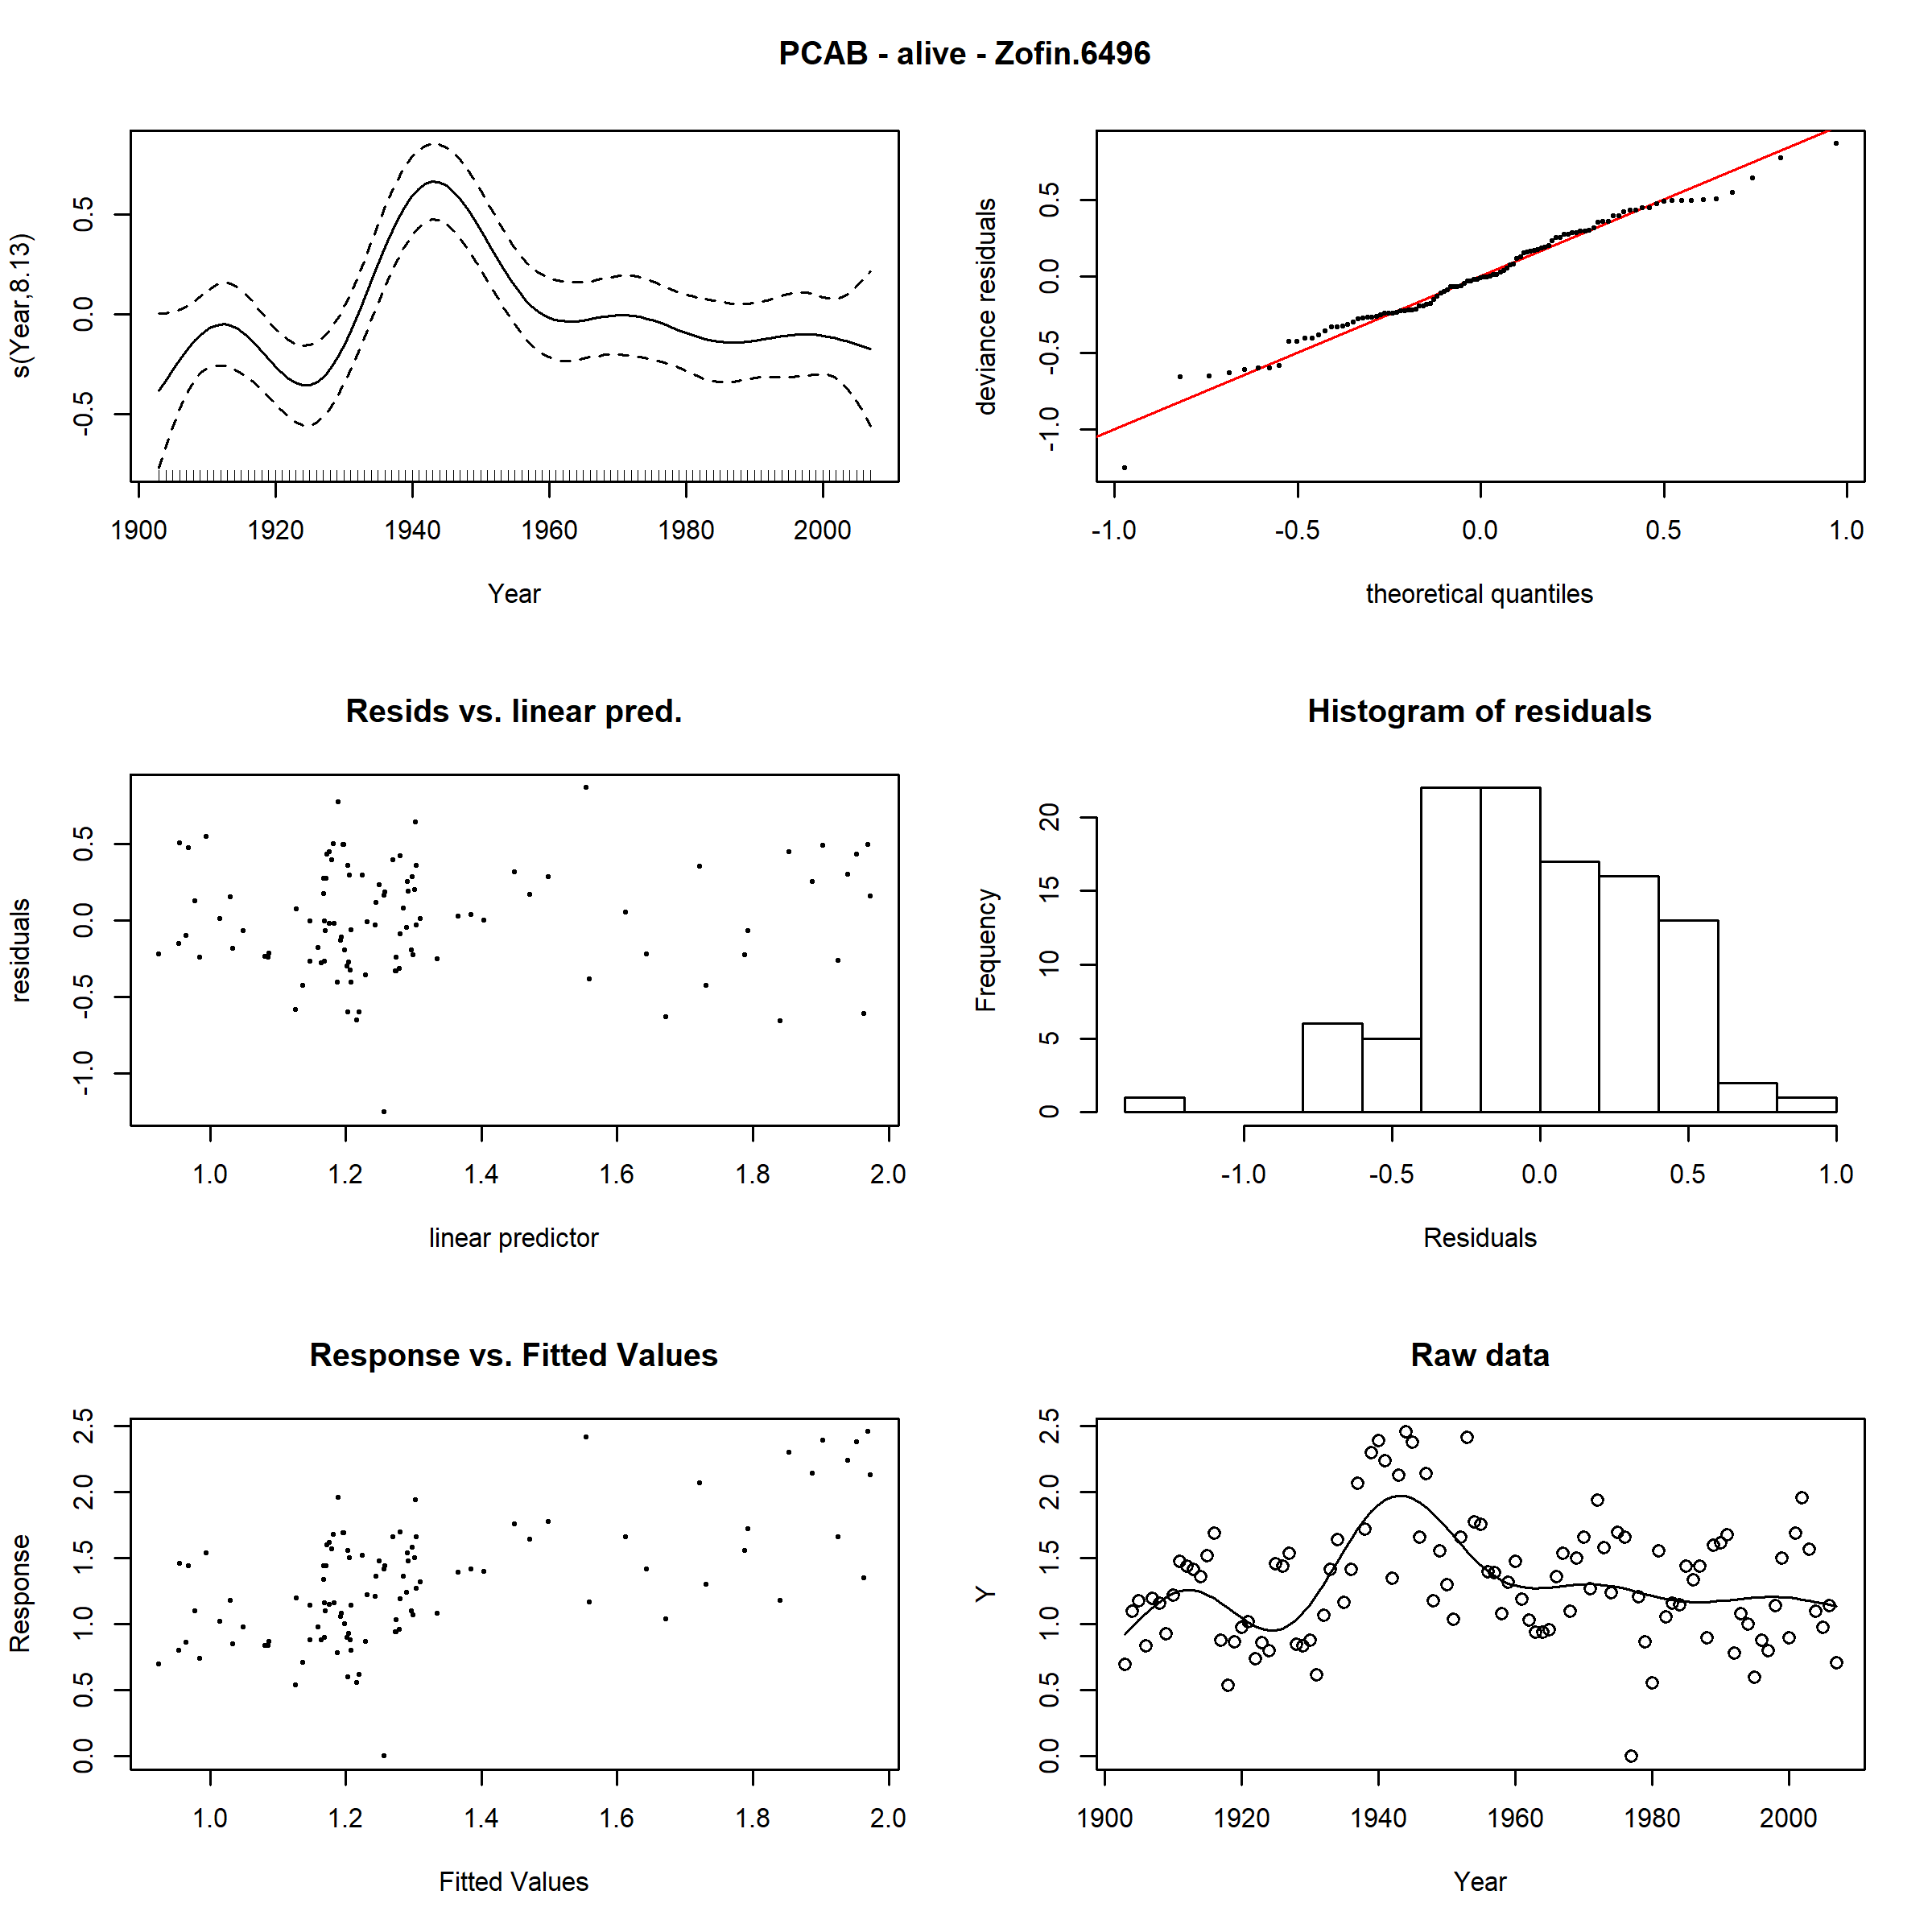 PCAB - alive - Zofin.6496
s(Year,8.13)
0.5
0.0
-0.5
1900 1920 1940 1960 1980 2000
Year
deviance residuals
0.5
0.0
-0.5
-1.0
-1.0 -0.5 0.0 0.5 1.0
theoretical quantiles
Resids vs. linear pred.
residuals
0.5
0.0
-0.5
-1.0
1.0 1.2 1.4 1.6 1.8 2.0
linear predictor
Histogram of residuals
Frequency
20
15
10
5
0
-1.0 -0.5 0.0 0.5 1.0
Residuals
Response vs. Fitted Values
Response
2.5
2.0
1.5
1.0
0.5
0.0
1.0 1.2 1.4 1.6 1.8 2.0
Fitted Values
Raw data
Y
2.5
2.0
1.5
1.0
0.5
0.0
1900 1920 1940 1960 1980 2000
Year